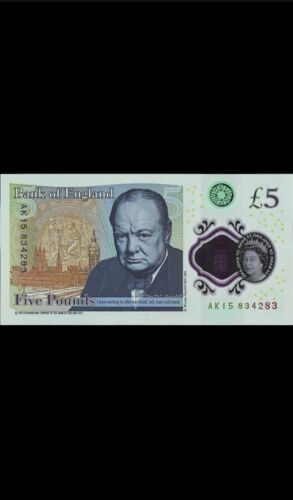 Bank of England
£5
5
AK15 834283
Five Pounds
I have nothing to offer but blood, toil, tears and sweat.
AK15 834283